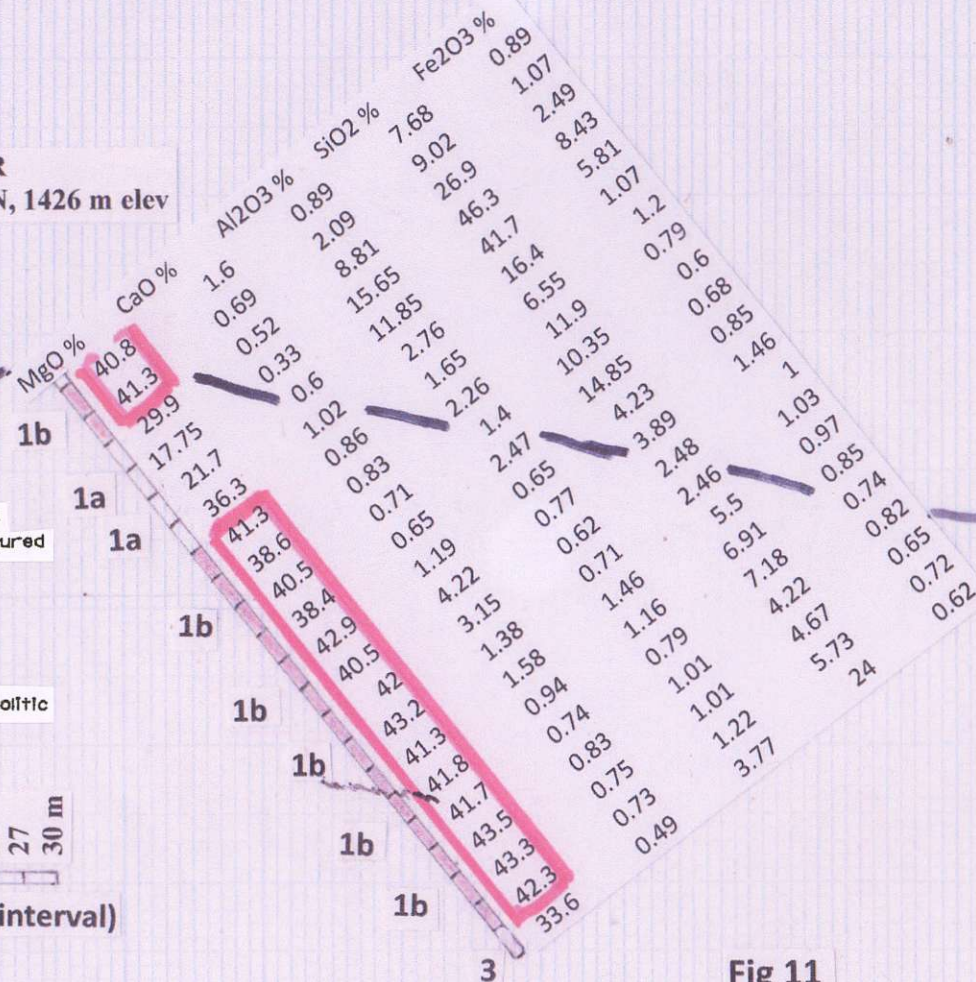 R
N, 1426 m elev
MgO % CaO % Al2O3 % SiO2 % Fe2O3 %
40.8 1.6 0.89 7.68 0.89
41.3 0.69 2.09 9.02 1.07
29.9 0.52 8.81 26.9 2.49
17.75 0.33 15.65 46.3 8.43
21.7 0.6 11.85 41.7 5.81
36.3 1.02 2.76 16.4 1.07
41.3 0.86 1.65 6.55 1.2
38.6 0.83 2.26 11.9 0.79
40.5 0.71 1.4 10.35 0.6
38.4 0.65 2.47 14.85 0.68
42.9 1.19 0.65 4.23 0.85
40.5 4.22 0.77 3.89 1.46
42 3.15 0.62 2.48 1
43.2 1.38 0.71 2.46 1.03
41.3 1.58 1.46 5.5 0.97
41.8 0.94 1.16 6.91 0.85
41.7 0.74 0.79 7.18 0.74
43.5 0.83 1.01 4.22 0.82
43.3 0.75 1.01 4.67 0.65
42.3 0.73 1.22 5.73 0.72
33.6 0.49 3.77 24 0.62
1b
1a
1a
1b
1b
1b
1b
1b
3
ured
olitic
27
30 m
interval)
Fig 11